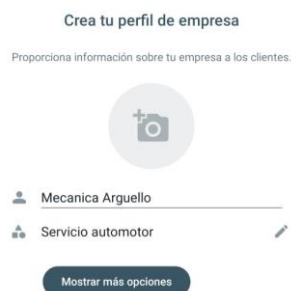 Crea tu perfil de empresa
Proporciona información sobre tu empresa a los clientes.
Mecanica Arguello
Servicio automotor
Mostrar más opciones